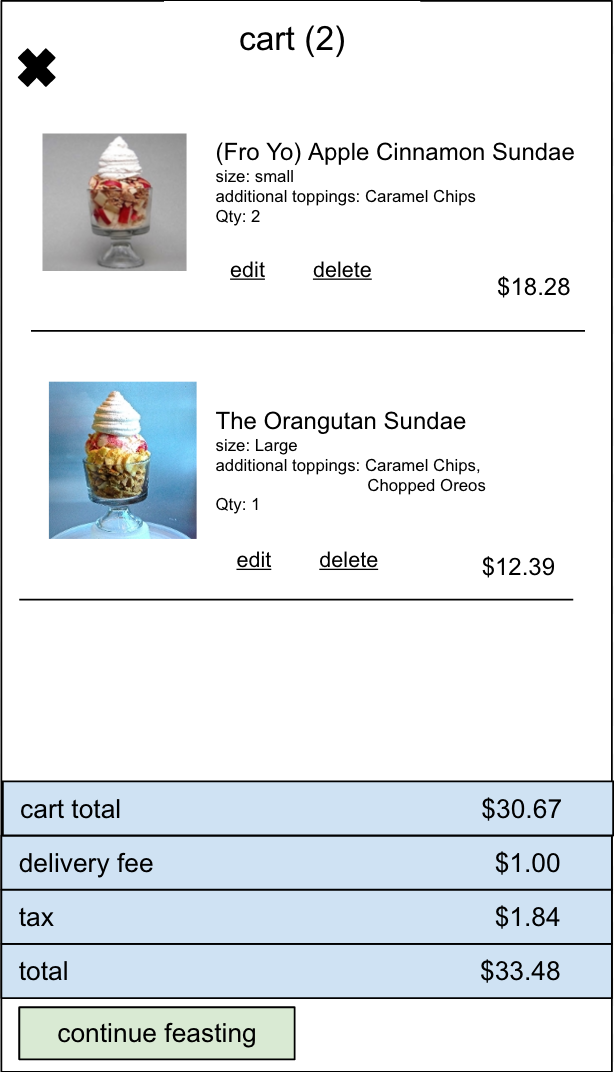 cart (2)
(Fro Yo) Apple Cinnamon Sundae
size: small
additional toppings: Caramel Chips
Qty: 2
edit delete
$18.28
The Orangutan Sundae
size: Large
additional toppings: Caramel Chips,
Chopped Oreos
Qty: 1
edit delete
$12.39
cart total $30.67
delivery fee $1.00
tax $1.84
total $33.48
continue feasting